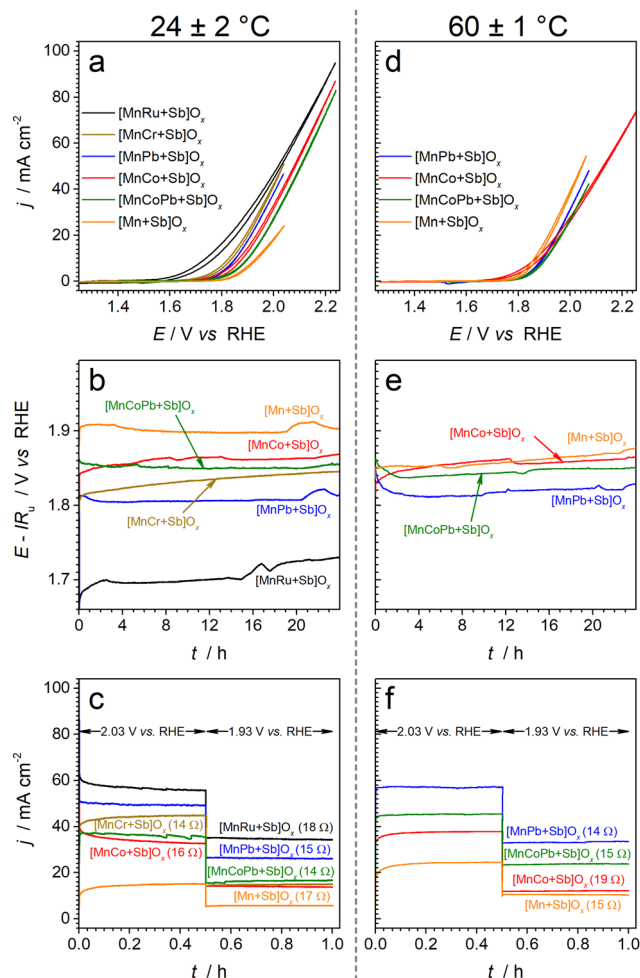 24 ± 2 °C
60 ± 1 °C
a
100
80
60
40
20
0
j / mA cm⁻²
[MnRu+Sb]Oₓ
[MnCr+Sb]Oₓ
[MnPb+Sb]Oₓ
[MnCo+Sb]Oₓ
[MnCoPb+Sb]Oₓ
[Mn+Sb]Oₓ
1.4 1.6 1.8 2.0 2.2
E / V vs RHE
d
[MnPb+Sb]Oₓ
[MnCo+Sb]Oₓ
[MnCoPb+Sb]Oₓ
[Mn+Sb]Oₓ
1.4 1.6 1.8 2.0 2.2
E / V vs RHE
b
1.9
1.8
1.7
E - IRᵤ / V vs RHE
[MnCoPb+Sb]Oₓ
[Mn+Sb]Oₓ
[MnCo+Sb]Oₓ
[MnCr+Sb]Oₓ
[MnPb+Sb]Oₓ
[MnRu+Sb]Oₓ
0 4 8 12 16 20
t / h
e
[MnCo+Sb]Oₓ
[Mn+Sb]Oₓ
[MnCoPb+Sb]Oₓ
[MnPb+Sb]Oₓ
0 4 8 12 16 20
t / h
c
100
80
60
40
20
0
j / mA cm⁻²
2.03 V vs. RHE
1.93 V vs. RHE
[MnCr+Sb]Oₓ (14 Ω)
[MnRu+Sb]Oₓ (18 Ω)
[MnCo+Sb]Oₓ (16 Ω)
[MnPb+Sb]Oₓ (15 Ω)
[MnCoPb+Sb]Oₓ (14 Ω)
[Mn+Sb]Oₓ (17 Ω)
0.0 0.2 0.4 0.6 0.8 1.0
t / h
f
2.03 V vs. RHE
1.93 V vs. RHE
[MnPb+Sb]Oₓ (14 Ω)
[MnCoPb+Sb]Oₓ (15 Ω)
[MnCo+Sb]Oₓ (19 Ω)
[Mn+Sb]Oₓ (15 Ω)
0.0 0.2 0.4 0.6 0.8 1.0
t / h